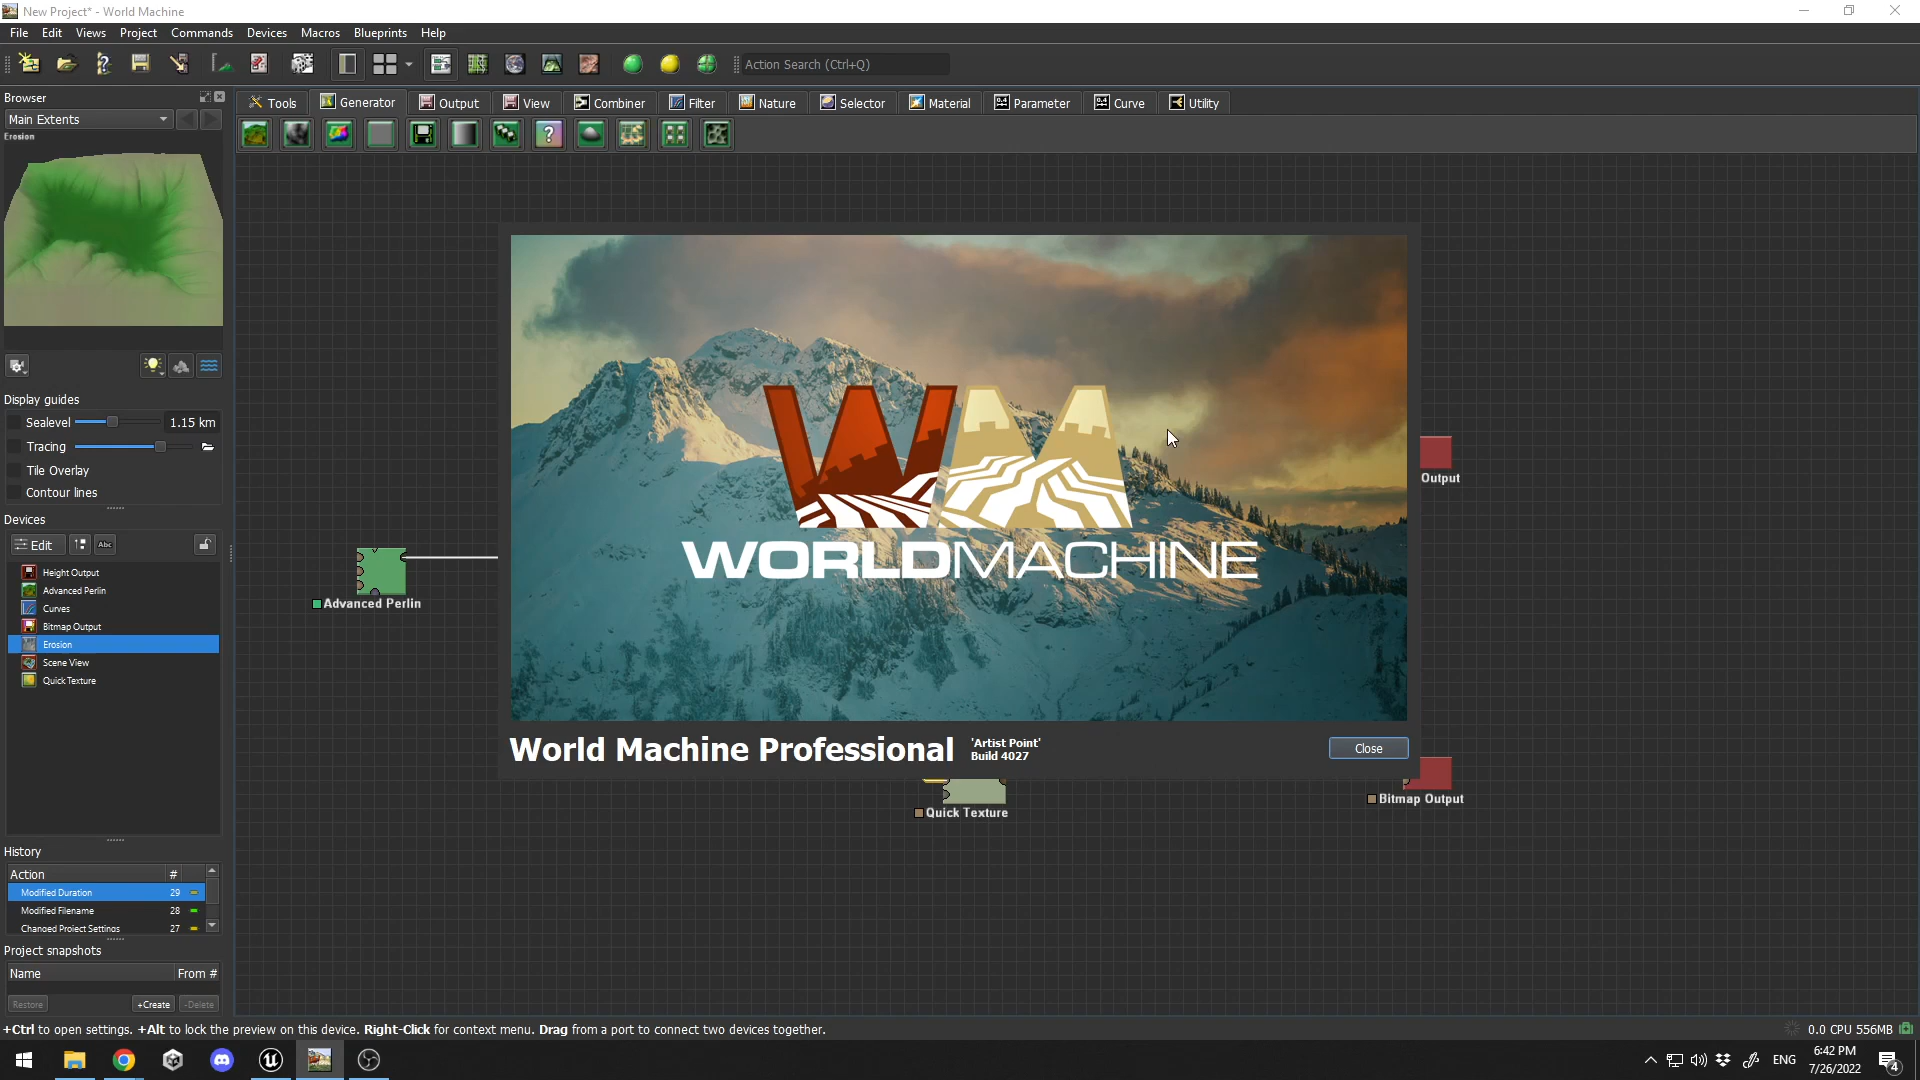 New Project* - World Machine
File Edit Views Project Commands Devices Macros Blueprints Help
Action Search (Ctrl+Q)
Browser
Tools Generator Output View Combiner Filter Nature Selector Material Parameter Curve Utility
Main Extents
Erosion
Display guides
Sealevel 1.15 km
Tracing
Tile Overlay
Contour lines
Devices
Edit Abc
Height Output
Advanced Perlin
Curves
Bitmap Output
Erosion
Scene View
Quick Texture
History
Action #
Modified Duration 29
Modified Filename 28
Changed Project Settings 27
Project snapshots
Name From #
Restore +Create -Delete
Advanced Perlin
Output
WM
WORLDMACHINE
World Machine Professional
'Artist Point'
Build 4027
Close
Quick Texture
Bitmap Output
+Ctrl to open settings. +Alt to lock the preview on this device. Right-Click for context menu. Drag from a port to connect two devices together.
0.0 CPU 556MB
ENG
6:42 PM
7/26/2022
4